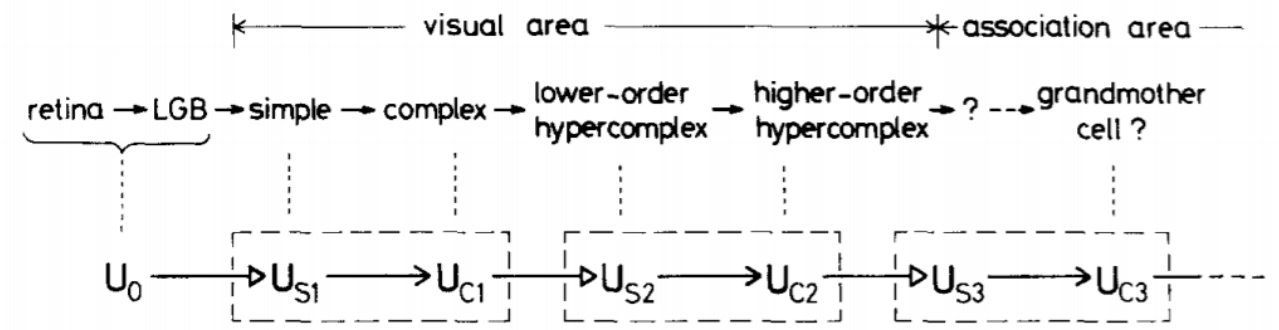 visual area association area
retina LGB simple complex lower-order hypercomplex higher-order hypercomplex ? grandmother cell ?
U0 US1 UC1 US2 UC2 US3 UC3